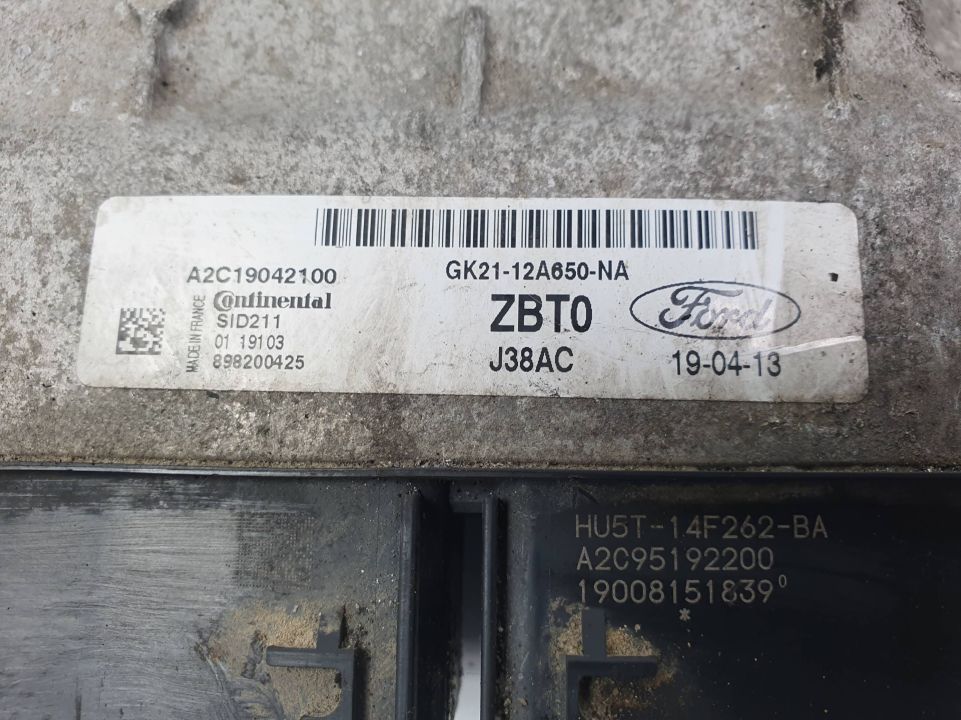 A2C19042100
Continental
SID211
01 19103
898200425
MADE IN FRANCE
GK21-12A650-NA
ZBT0
J38AC
Ford
19-04-13
HU5T-14F262-BA
A2C95192200
19008151839⁰
*